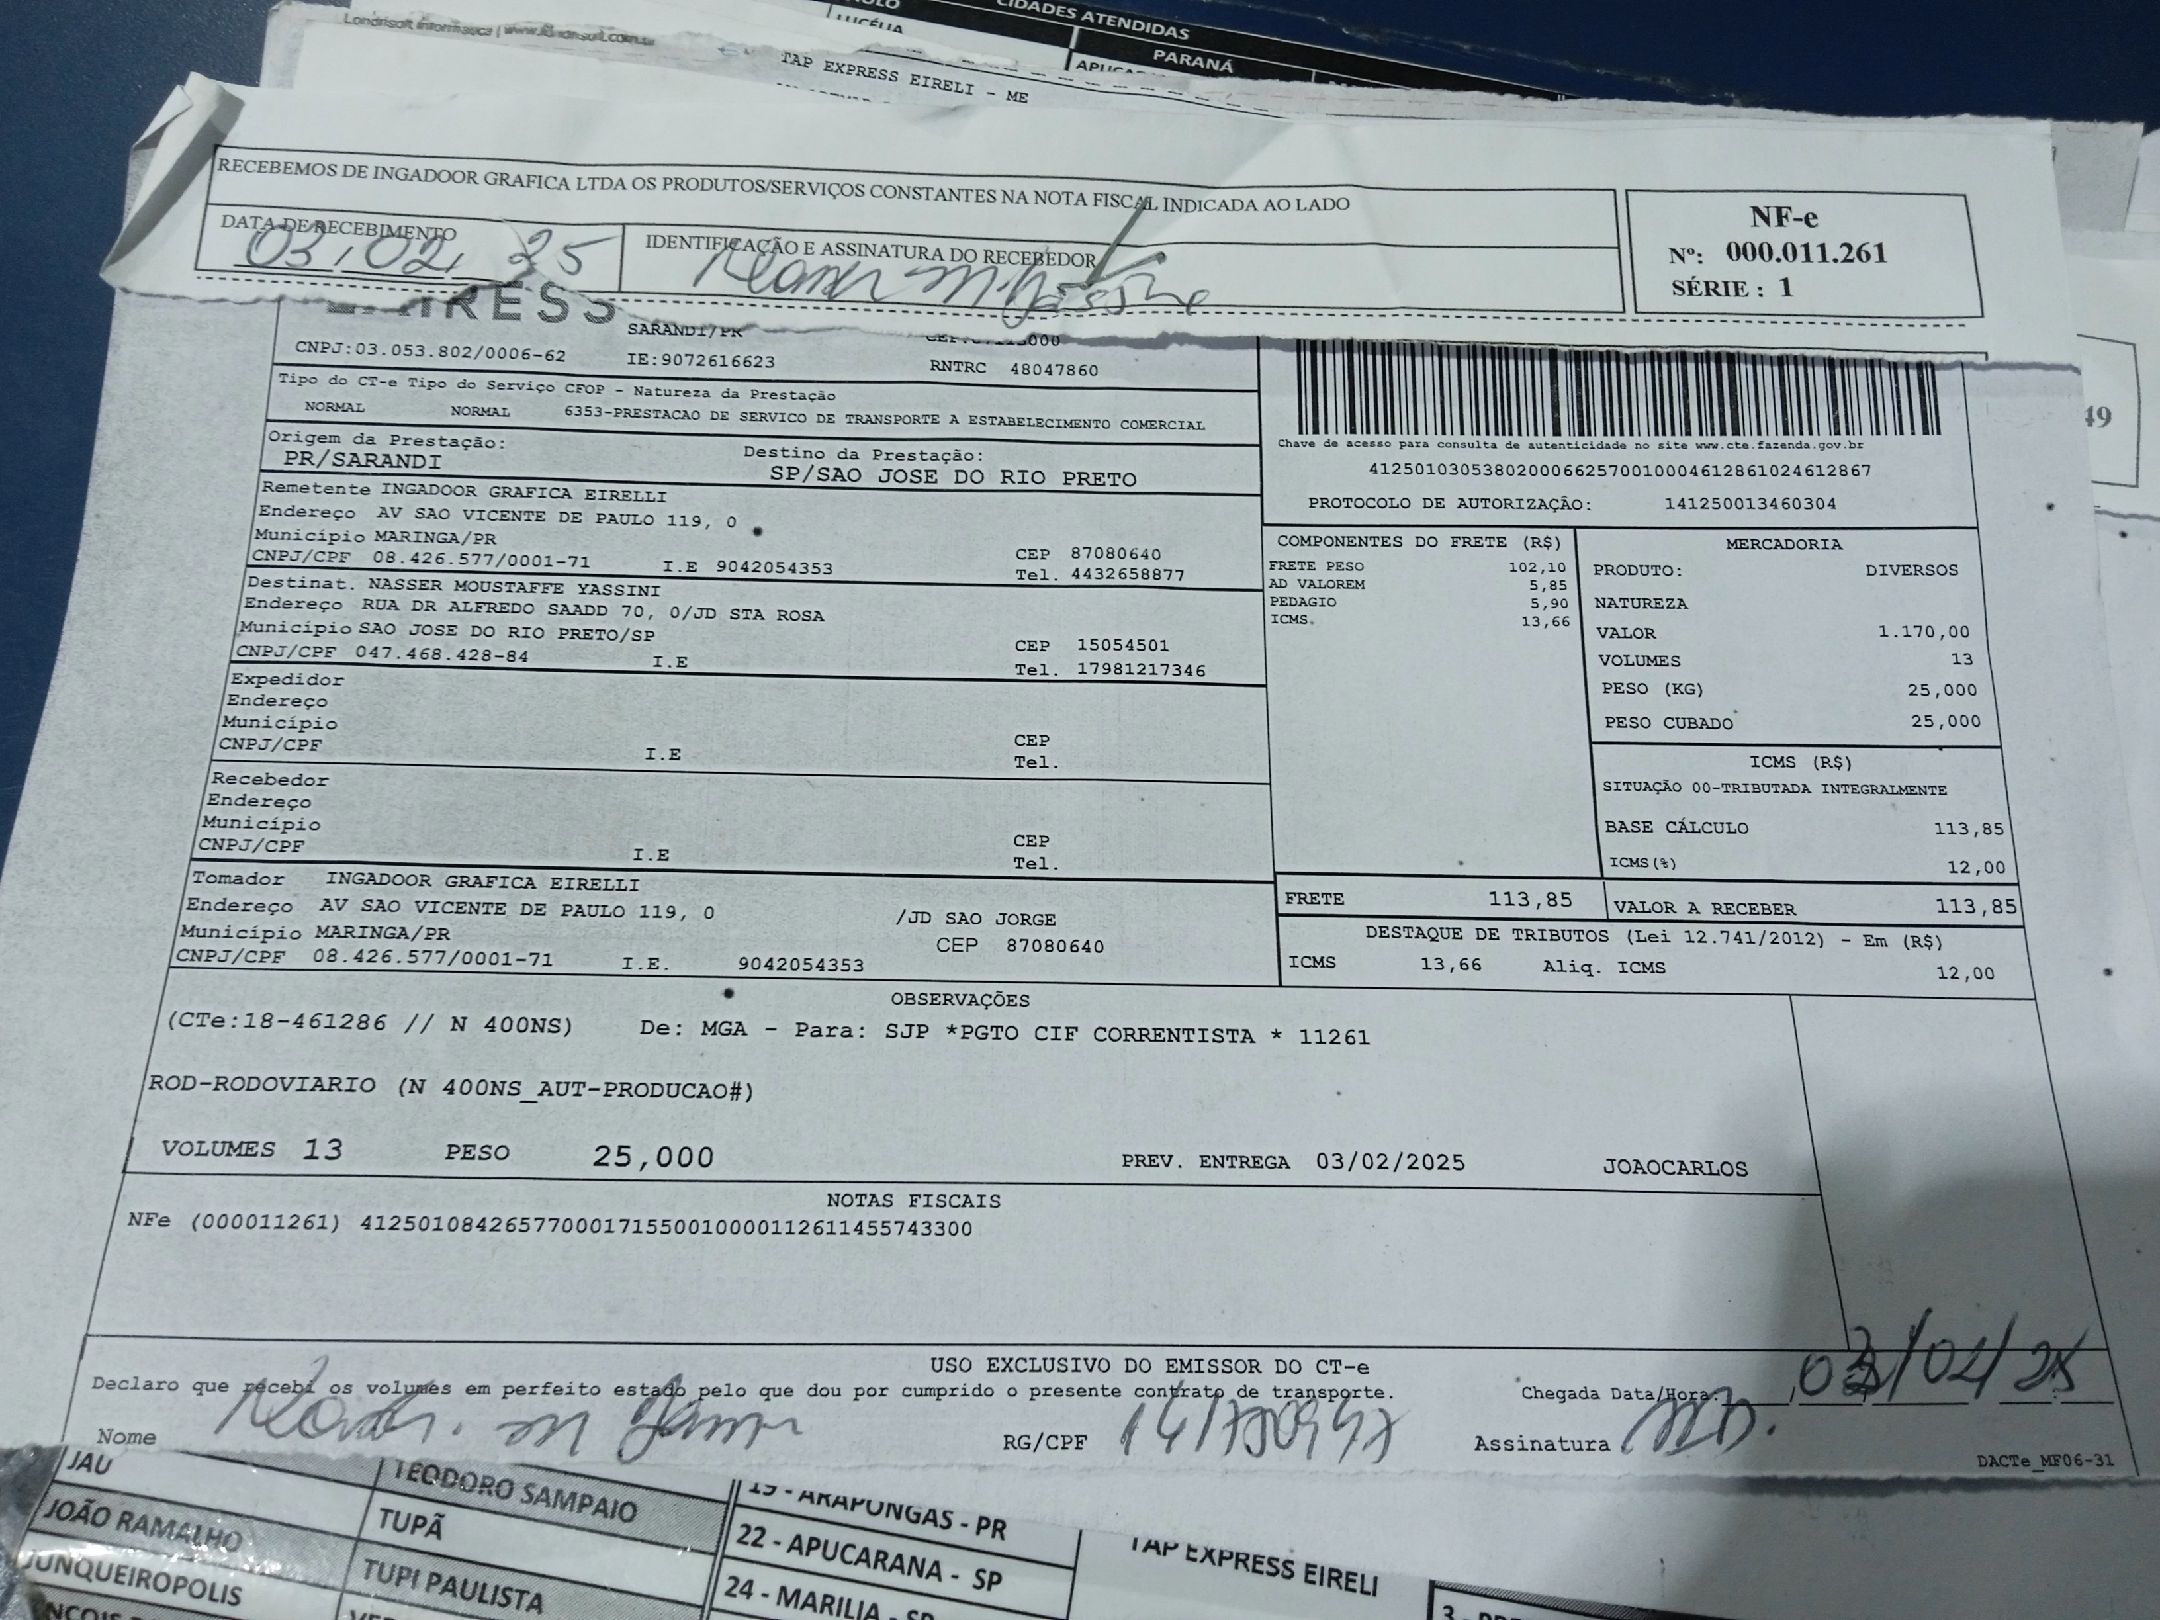 CIDADES ATENDIDAS
LUCÉLIA
PARANÁ
TAP EXPRESS EIRELI - ME
RECEBEMOS DE INGADOOR GRAFICA LTDA OS PRODUTOS/SERVIÇOS CONSTANTES NA NOTA FISCAL INDICADA AO LADO
DATA DE RECEBIMENTO
03 02 25
IDENTIFICAÇÃO E ASSINATURA DO RECEBEDOR
NF-e
Nº: 000.011.261
SÉRIE : 1
49
SARANDI/PR
CNPJ:03.053.802/0006-62 IE:9072616623 RNTRC 48047860
Tipo do CT-e Tipo do Serviço CFOP - Natureza da Prestação
NORMAL NORMAL 6353-PRESTACAO DE SERVICO DE TRANSPORTE A ESTABELECIMENTO COMERCIAL
Origem da Prestação: Destino da Prestação:
PR/SARANDI SP/SAO JOSE DO RIO PRETO
Remetente INGADOOR GRAFICA EIRELLI
Endereço AV SAO VICENTE DE PAULO 119, 0
Município MARINGA/PR CEP 87080640
CNPJ/CPF 08.426.577/0001-71 I.E 9042054353 Tel. 4432658877
Destinat. NASSER MOUSTAFFE YASSINI
Endereço RUA DR ALFREDO SAADD 70, 0/JD STA ROSA
Município SAO JOSE DO RIO PRETO/SP CEP 15054501
CNPJ/CPF 047.468.428-84 I.E Tel. 17981217346
Expedidor
Endereço
Município CEP
CNPJ/CPF I.E Tel.
Recebedor
Endereço
Município CEP
CNPJ/CPF I.E Tel.
Tomador INGADOOR GRAFICA EIRELLI
Endereço AV SAO VICENTE DE PAULO 119, 0 /JD SAO JORGE
Município MARINGA/PR CEP 87080640
CNPJ/CPF 08.426.577/0001-71 I.E. 9042054353
Chave de acesso para consulta de autenticidade no site www.cte.fazenda.gov.br
41250103053802000662570010004612861024612867
PROTOCOLO DE AUTORIZAÇÃO: 141250013460304
COMPONENTES DO FRETE (R$)
FRETE PESO 102,10
AD VALOREM 5,85
PEDAGIO 5,90
ICMS. 13,66
MERCADORIA
PRODUTO: DIVERSOS
NATUREZA
VALOR 1.170,00
VOLUMES 13
PESO (KG) 25,000
PESO CUBADO 25,000
ICMS (R$)
SITUAÇÃO 00-TRIBUTADA INTEGRALMENTE
BASE CÁLCULO 113,85
ICMS(%) 12,00
FRETE 113,85 VALOR A RECEBER 113,85
DESTAQUE DE TRIBUTOS (Lei 12.741/2012) - Em (R$)
ICMS 13,66 Aliq. ICMS 12,00
OBSERVAÇÕES
(CTe:18-461286 // N 400NS) De: MGA - Para: SJP *PGTO CIF CORRENTISTA * 11261
ROD-RODOVIARIO (N 400NS_AUT-PRODUCAO#)
VOLUMES 13 PESO 25,000 PREV. ENTREGA 03/02/2025 JOAOCARLOS
NOTAS FISCAIS
NFe (000011261) 41250108426577000171550010000112611455743300
USO EXCLUSIVO DO EMISSOR DO CT-e
Declaro que recebi os volumes em perfeito estado pelo que dou por cumprido o presente contrato de transporte. Chegada Data/Hora:
Nome RG/CPF Assinatura
DACTe_MF06-31
JAU
TEODORO SAMPAIO
19 - ARAPONGAS - PR
JOÃO RAMALHO
TUPÃ
22 - APUCARANA - SP
TAP EXPRESS EIRELI
JUNQUEIROPOLIS
TUPI PAULISTA
24 - MARILIA - SP